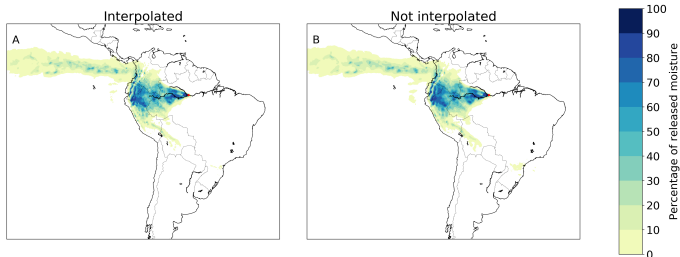 Interpolated
Not interpolated
A
B
100
90
80
70
60
50
40
30
20
10
0
Percentage of released moisture